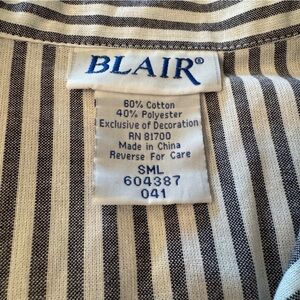 BLAIR®
60% Cotton
40% Polyester
Exclusive of Decoration
RN 81700
Made in China
Reverse For Care
SML
604387
041